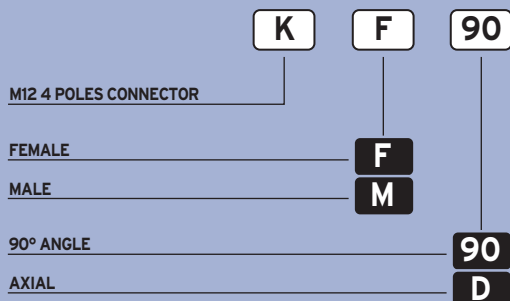 K F 90
M12 4 POLES CONNECTOR
FEMALE F
MALE M
90° ANGLE 90
AXIAL D